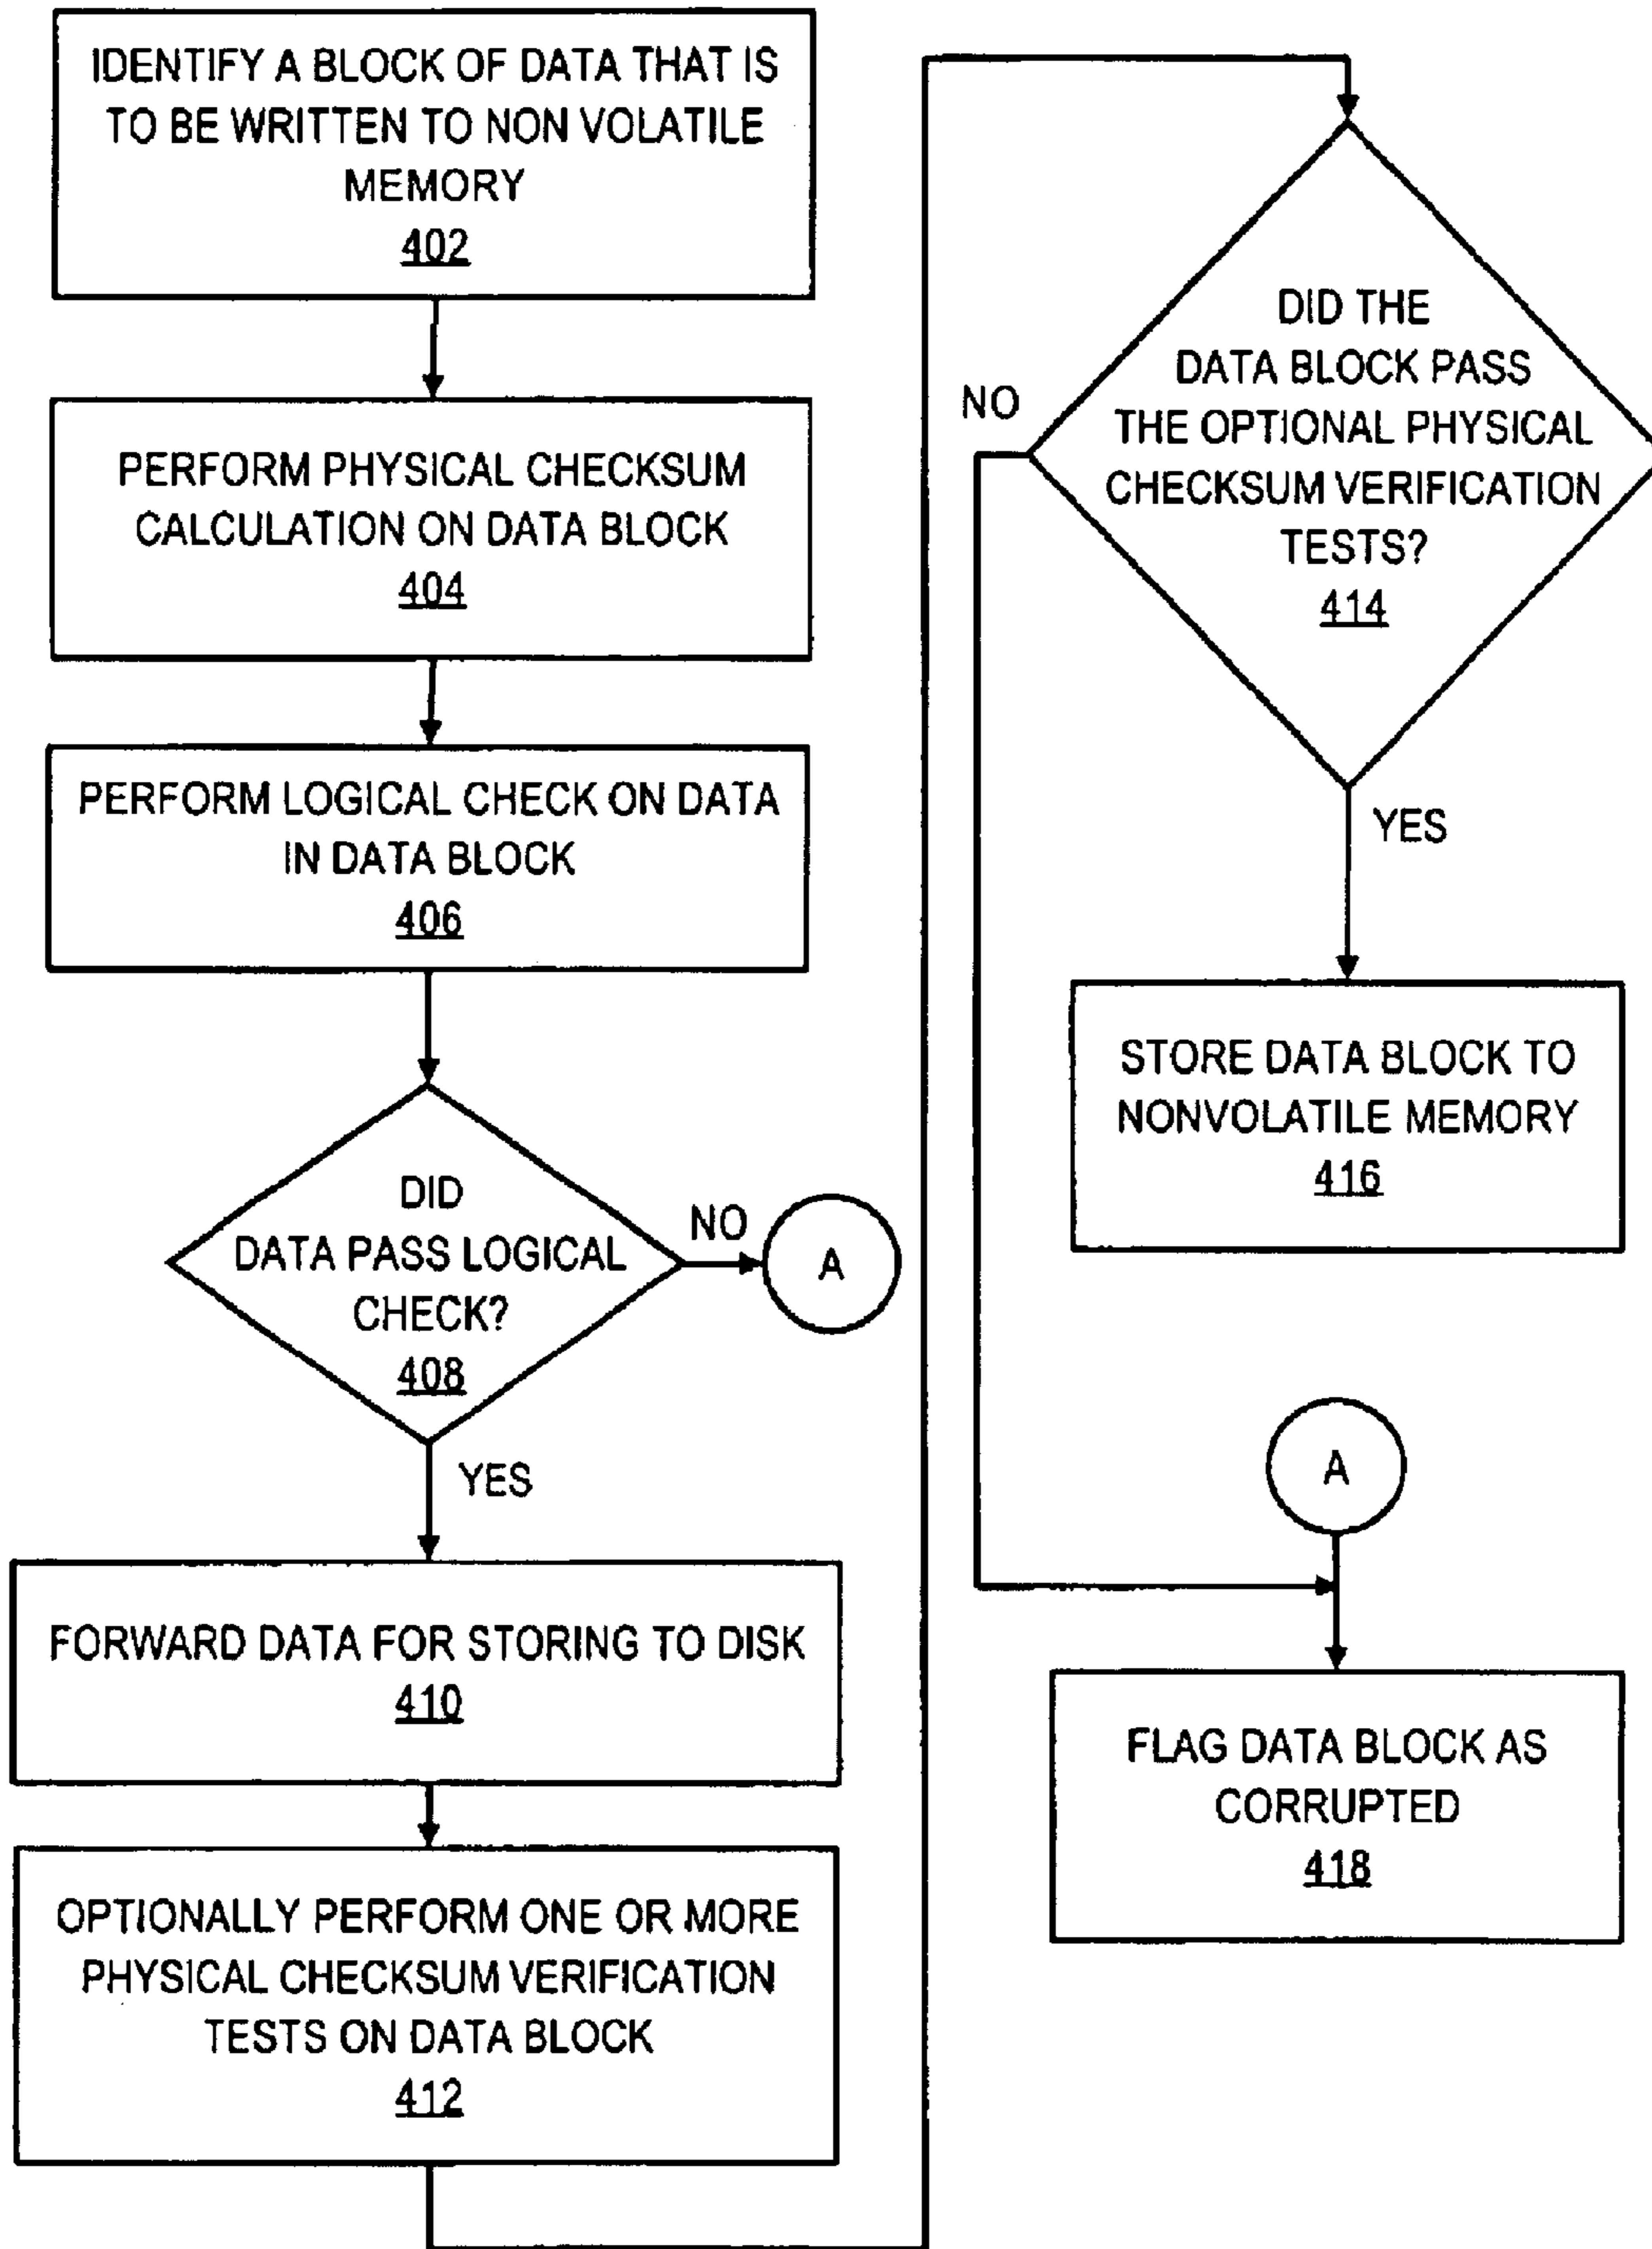 IDENTIFY A BLOCK OF DATA THAT IS
TO BE WRITTEN TO NON VOLATILE
MEMORY
402
PERFORM PHYSICAL CHECKSUM
CALCULATION ON DATA BLOCK
404
PERFORM LOGICAL CHECK ON DATA
IN DATA BLOCK
406
DID
DATA PASS LOGICAL
CHECK?
408
NO
A
YES
FORWARD DATA FOR STORING TO DISK
410
OPTIONALLY PERFORM ONE OR MORE
PHYSICAL CHECKSUM VERIFICATION
TESTS ON DATA BLOCK
412
DID THE
DATA BLOCK PASS
THE OPTIONAL PHYSICAL
CHECKSUM VERIFICATION
TESTS?
414
NO
YES
STORE DATA BLOCK TO
NONVOLATILE MEMORY
416
A
FLAG DATA BLOCK AS
CORRUPTED
418